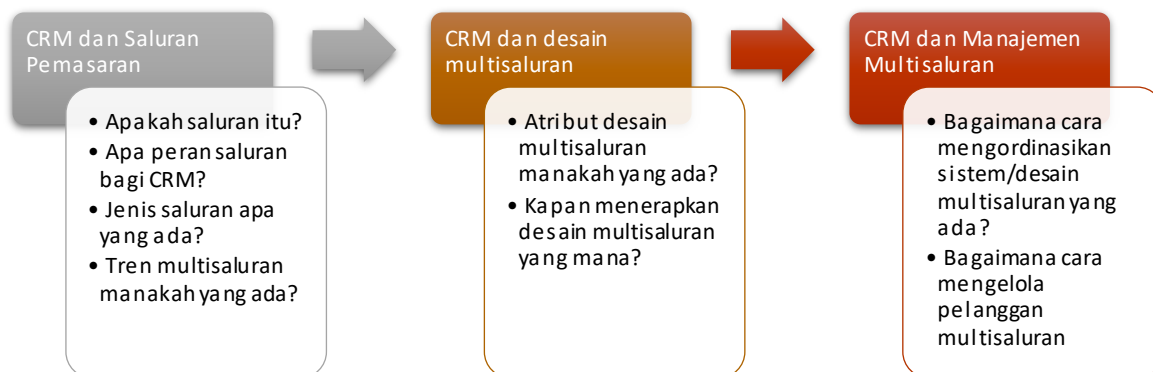 CRM dan Saluran
Pemasaran
• Apakah saluran itu?
• Apa peran saluran
bagi CRM?
• Jenis saluran apa
yang ada?
• Tren multisaluran
manakah yang ada?
CRM dan desain
multisaluran
• Atribut desain
multisaluran
manakah yang ada?
• Kapan menerapkan
desain multisaluran
yang mana?
CRM dan Manajemen
Multisaluran
• Bagaimana cara
mengordinasikan
sistem/desain
multisaluran yang
ada?
• Bagaimana cara
mengelola
pelanggan
multisaluran